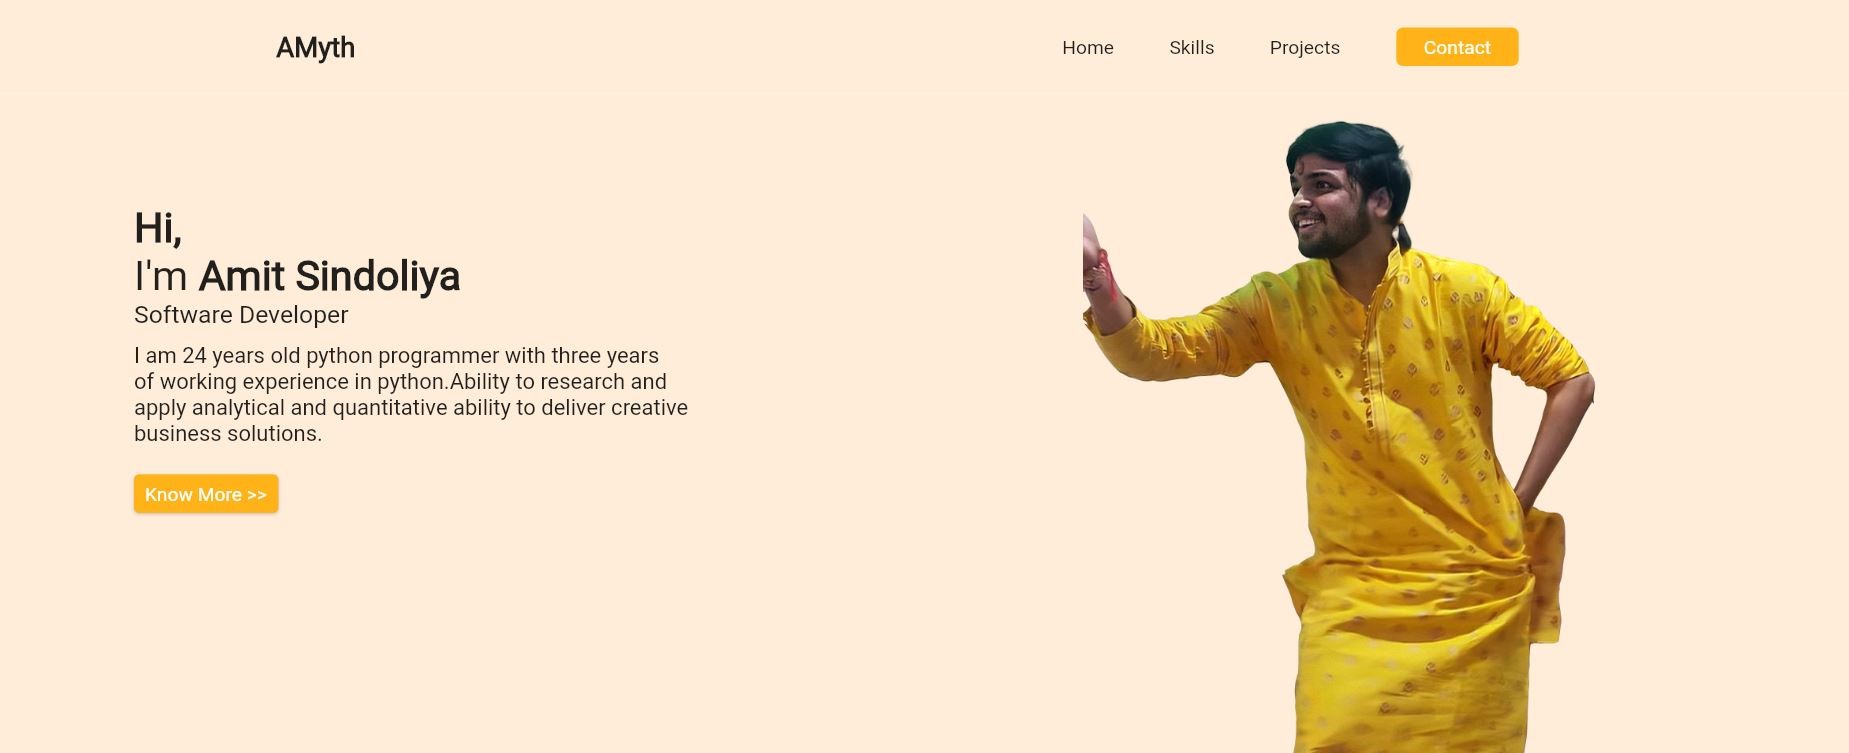 AMyth
Home
Skills
Projects
Contact
Hi,
I'm Amit Sindoliya
Software Developer
I am 24 years old python programmer with three years
of working experience in python.Ability to research and
apply analytical and quantitative ability to deliver creative
business solutions.
Know More >>